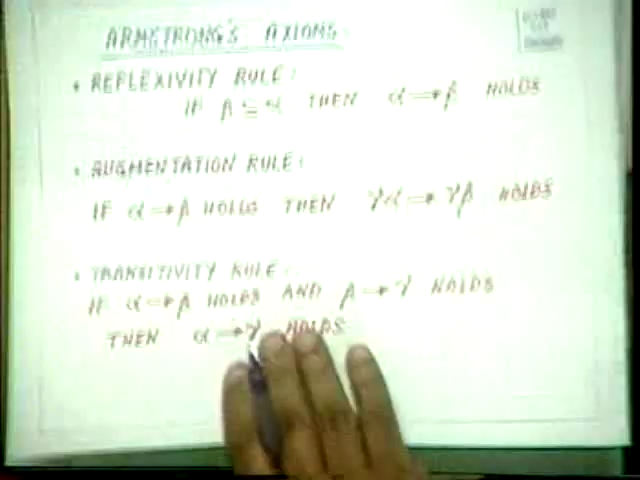 ARMSTRONG'S AXIOMS:
• REFLEXIVITY RULE:
IF β ⊆ α THEN α → β HOLDS
• AUGMENTATION RULE:
IF α → β HOLDS THEN γα → γβ HOLDS
• TRANSITIVITY RULE:
IF α → β HOLDS AND β → γ HOLDS
THEN α → γ HOLDS